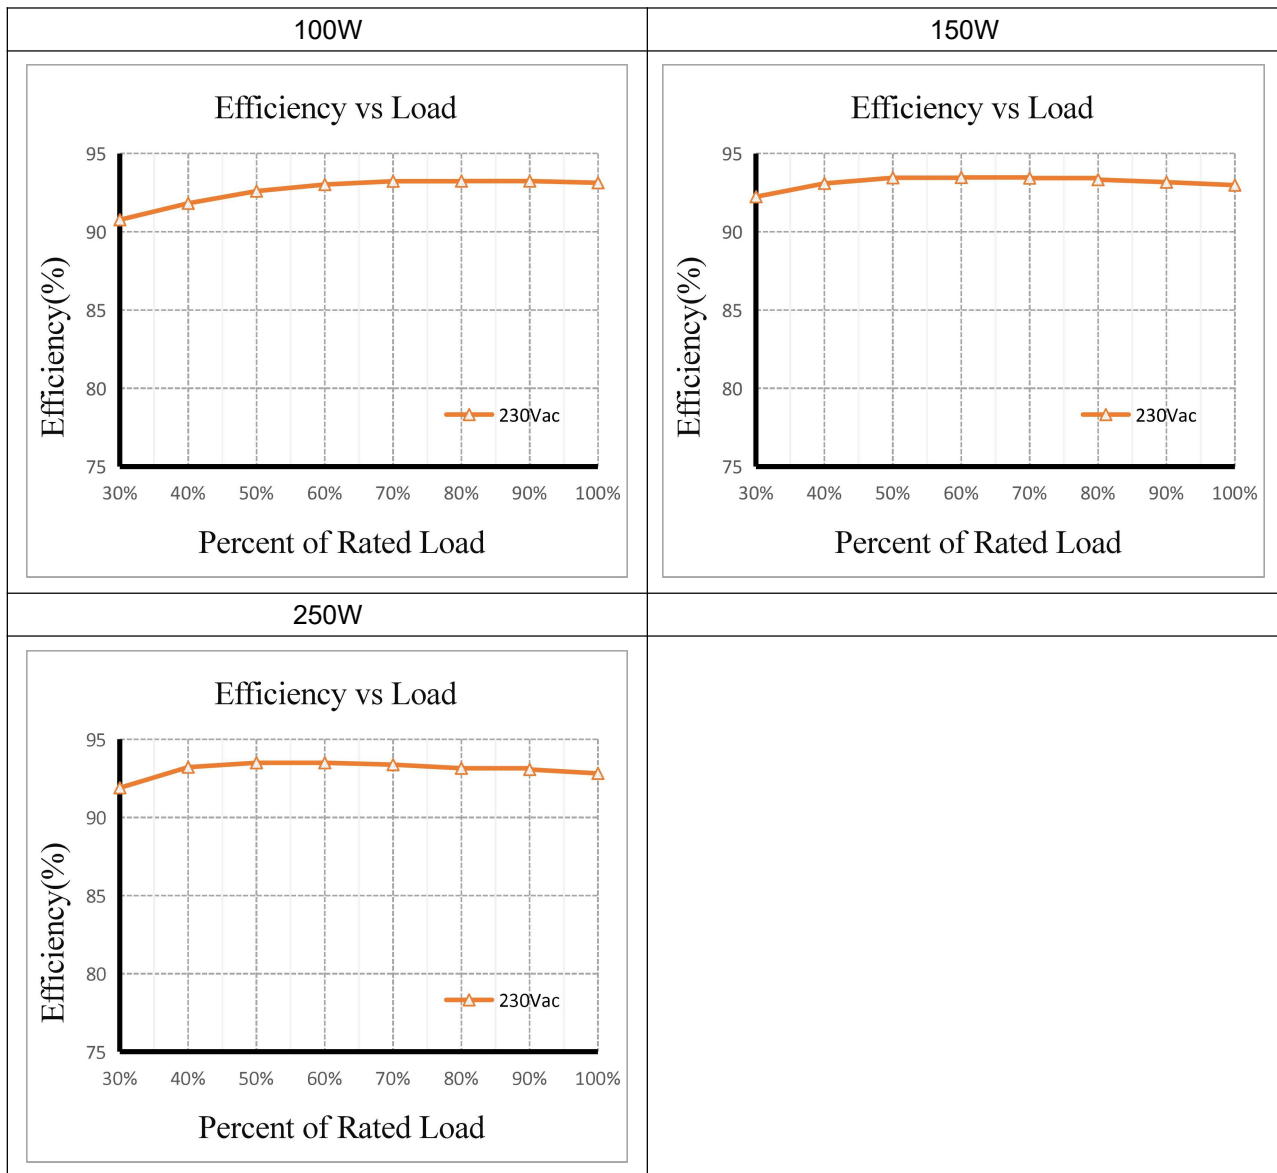 100W
150W
Efficiency vs Load
95
90
85
80
75
Efficiency(%)
230Vac
30% 40% 50% 60% 70% 80% 90% 100%
Percent of Rated Load
Efficiency vs Load
95
90
85
80
75
Efficiency(%)
230Vac
30% 40% 50% 60% 70% 80% 90% 100%
Percent of Rated Load
250W
Efficiency vs Load
95
90
85
80
75
Efficiency(%)
230Vac
30% 40% 50% 60% 70% 80% 90% 100%
Percent of Rated Load